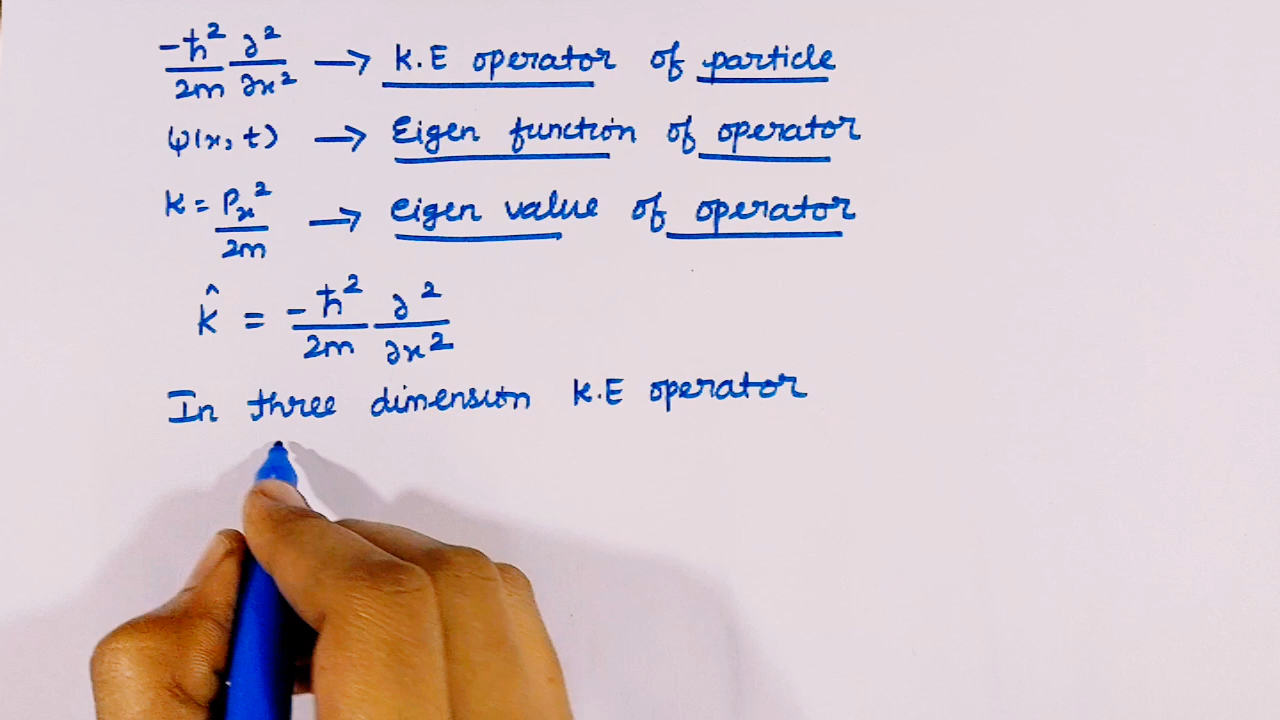 -ħ²/2m ∂²/∂x² → K.E operator of particle
ψ(x, t) → Eigen function of operator
K = Px²/2m → eigen value of operator
K̂ = -ħ²/2m ∂²/∂x²
In three dimension K.E operator